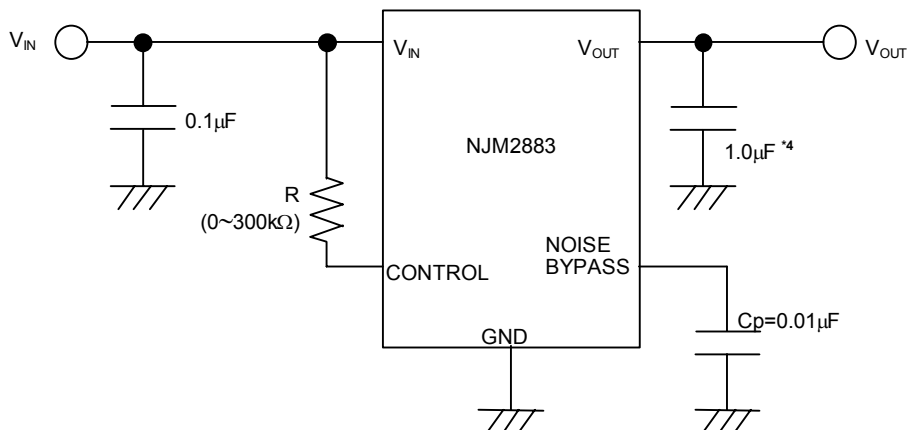 VIN
VIN
VOUT
VOUT
0.1μF
NJM2883
1.0μF *4
R
(0~300kΩ)
CONTROL
NOISE
BYPASS
Cp=0.01μF
GND